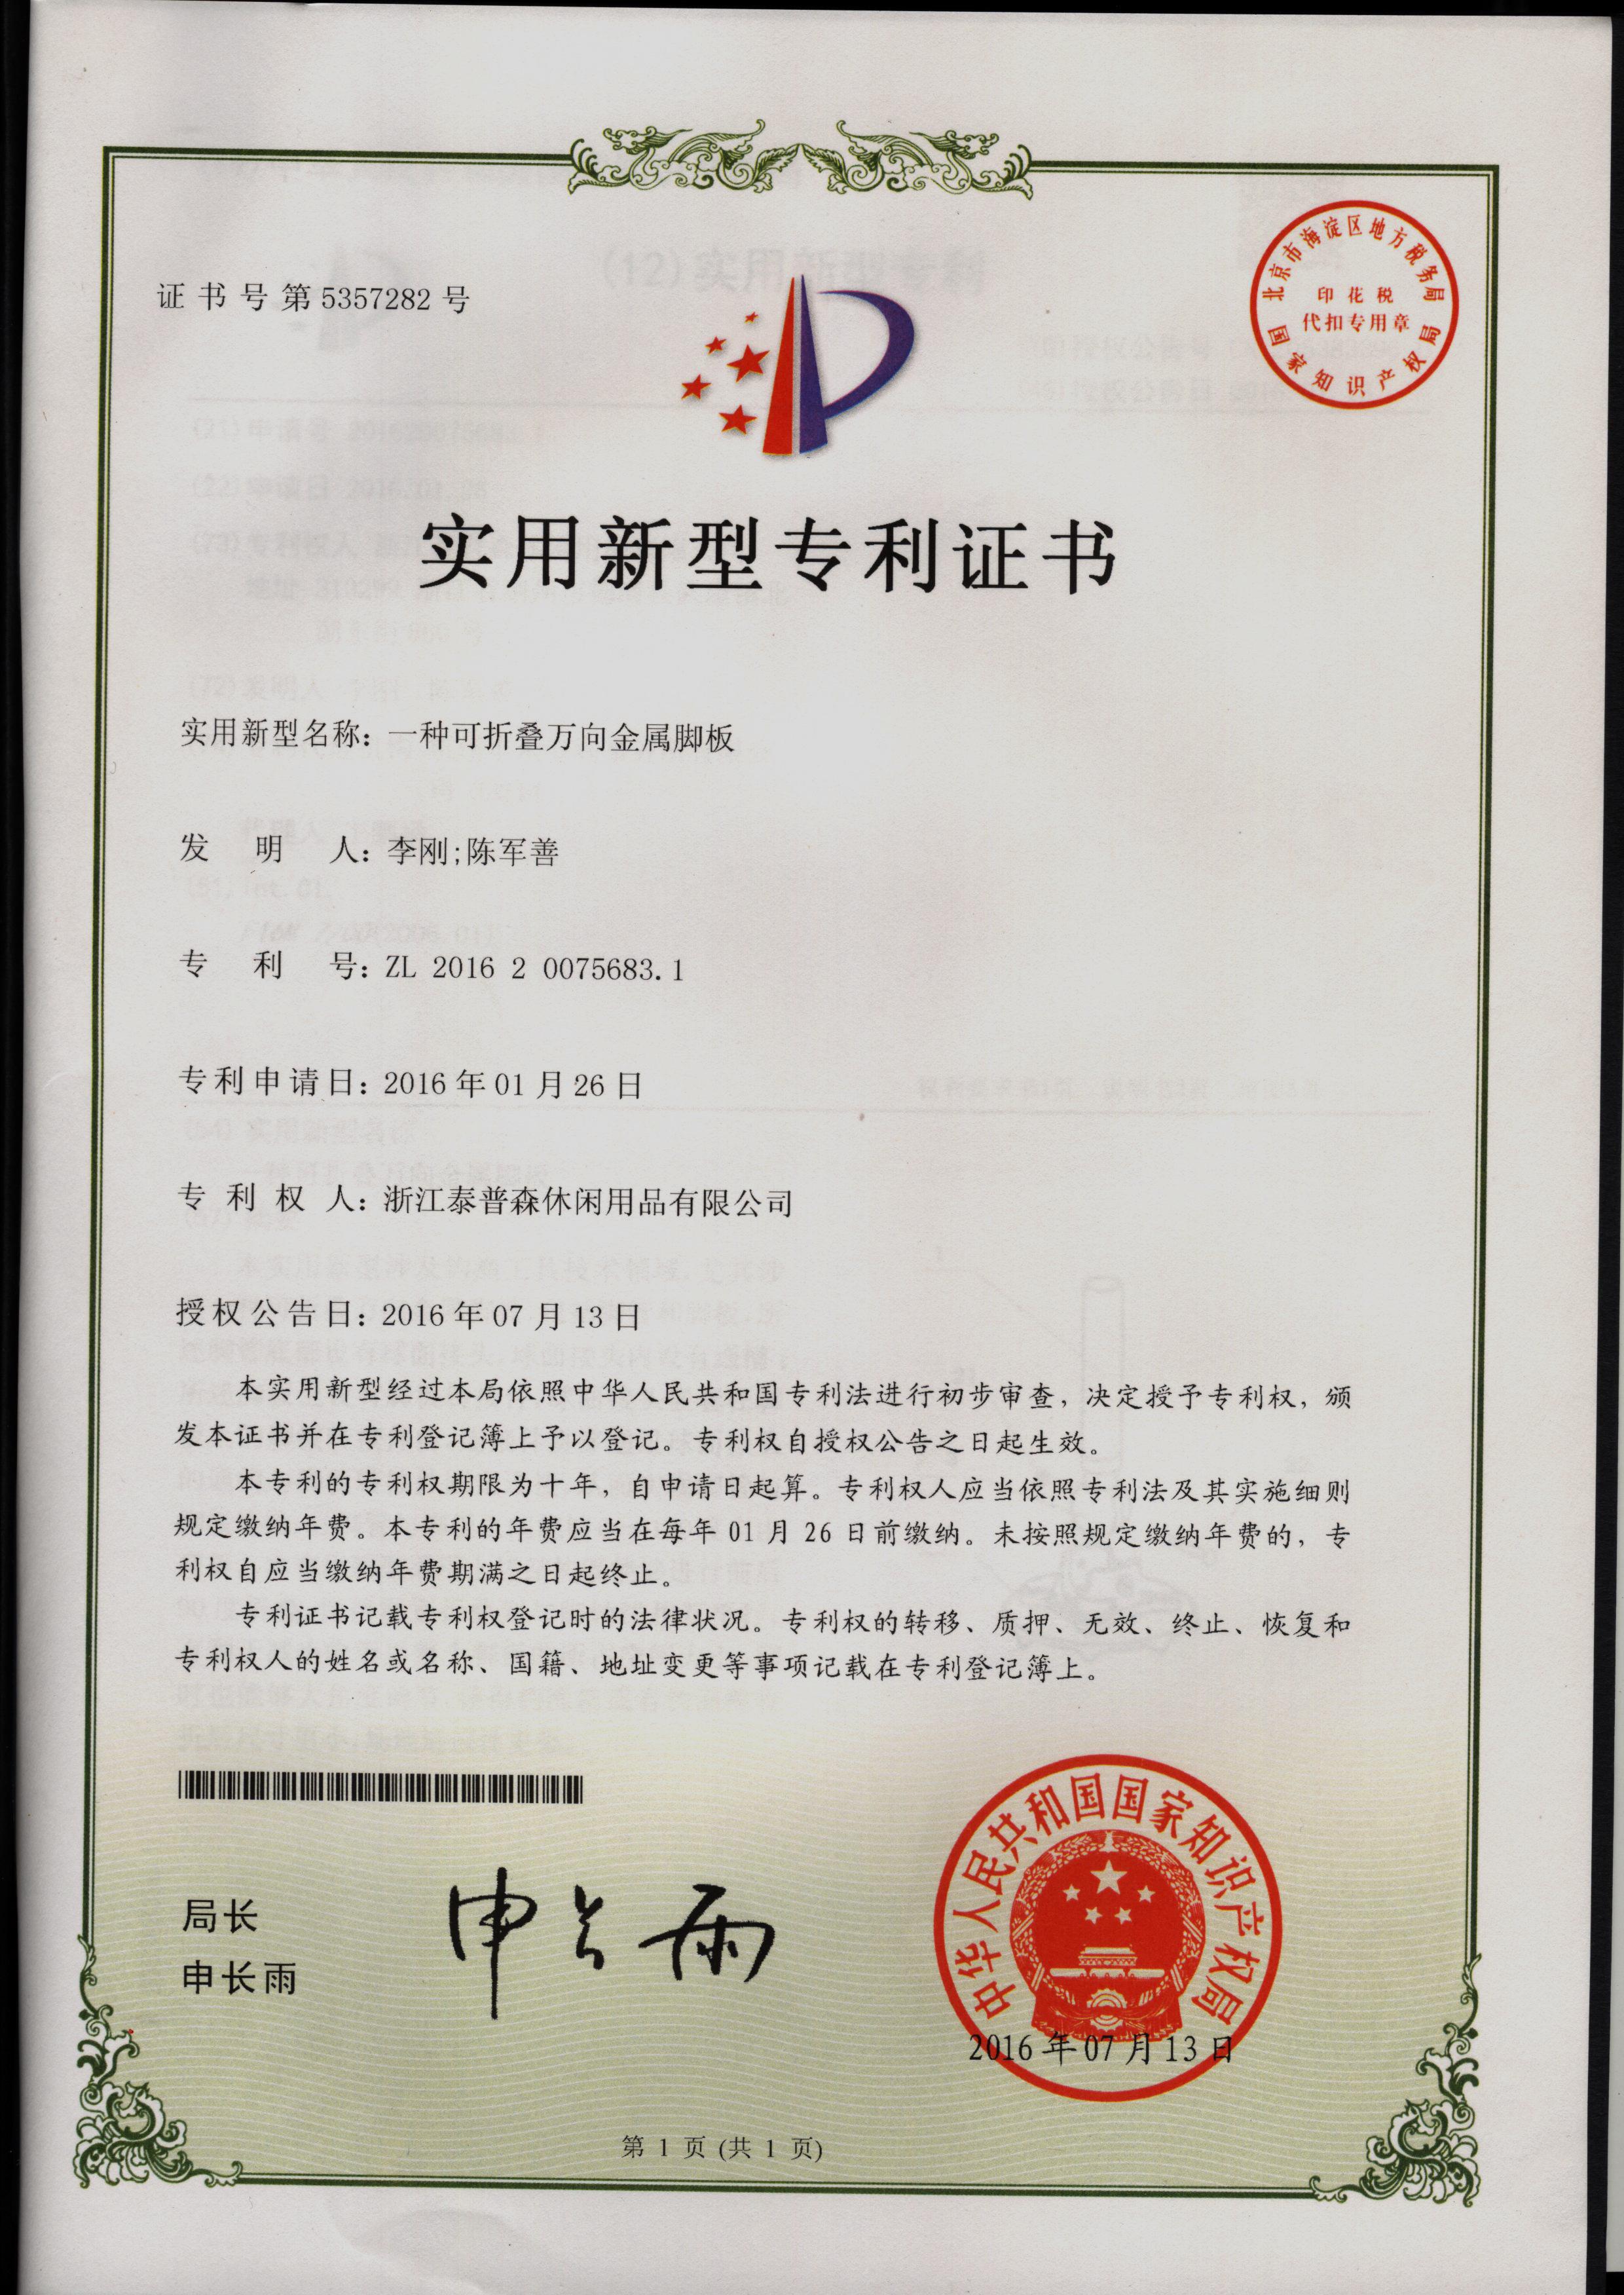 证书号第5357282号
北京市海淀区地方税务局
印花税
代扣专用章
国家知识产权局
实用新型专利证书
实用新型名称：一种可折叠万向金属脚板
发明人：李刚;陈军善
专利号：ZL 2016 2 0075683.1
专利申请日：2016年01月26日
专利权人：浙江泰普森休闲用品有限公司
授权公告日：2016年07月13日
本实用新型经过本局依照中华人民共和国专利法进行初步审查，决定授予专利权，颁
发本证书并在专利登记簿上予以登记。专利权自授权公告之日起生效。
本专利的专利权期限为十年，自申请日起算。专利权人应当依照专利法及其实施细则
规定缴纳年费。本专利的年费应当在每年01月26日前缴纳。未按照规定缴纳年费的，专
利权自应当缴纳年费期满之日起终止。
专利证书记载专利权登记时的法律状况。专利权的转移、质押、无效、终止、恢复和
专利权人的姓名或名称、国籍、地址变更等事项记载在专利登记簿上。
局长
申长雨
申长雨
中华人民共和国国家知识产权局
2016年07月13日
第 1 页 (共 1 页)